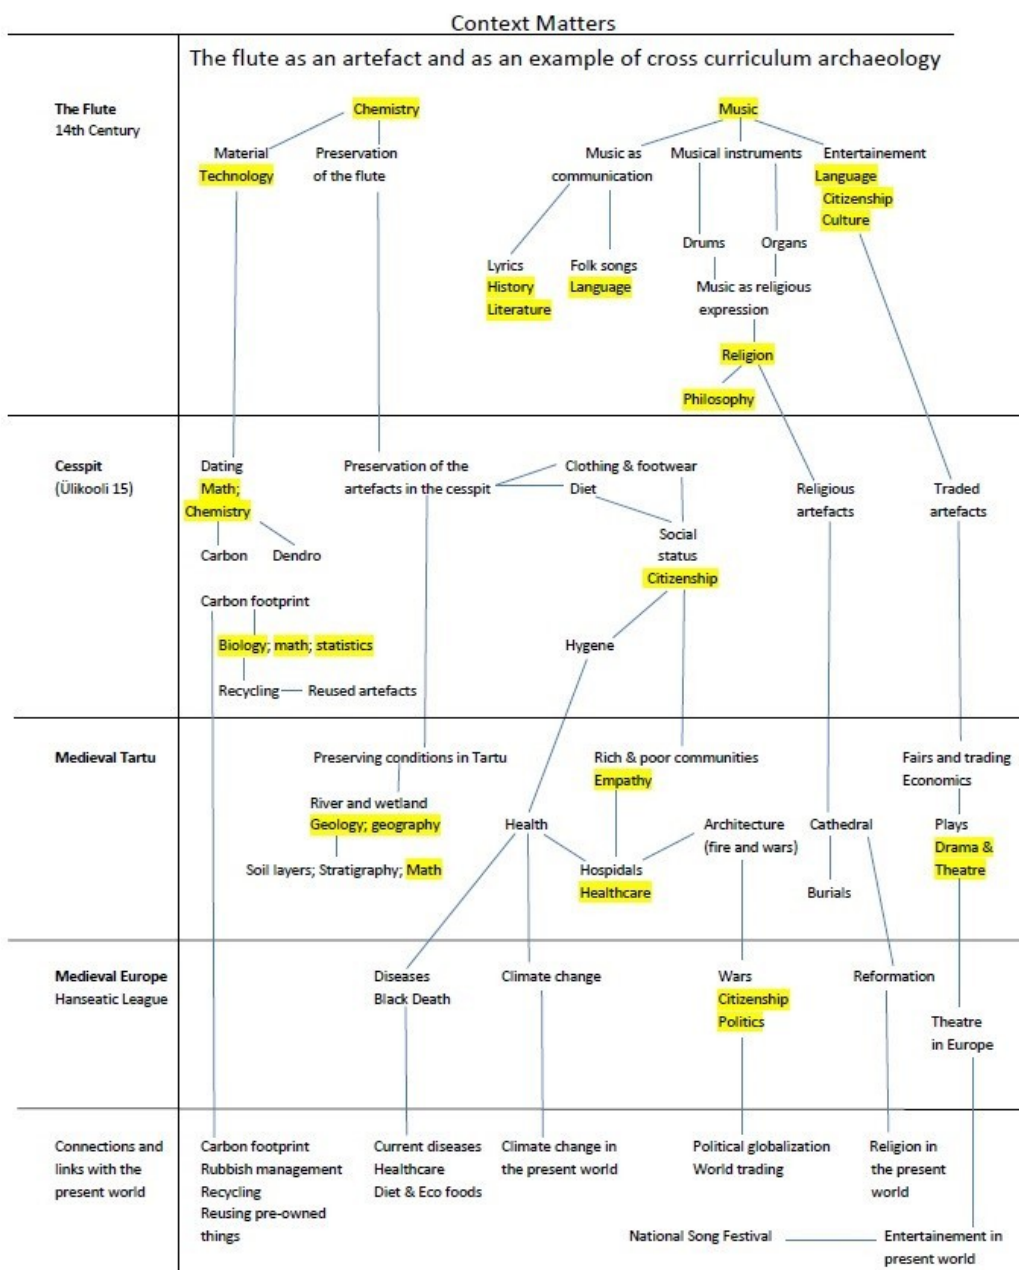 Context Matters
The flute as an artefact and as an example of cross curriculum archaeology
The Flute
14th Century
Chemistry
Music
Material
Technology
Preservation
of the flute
Music as
communication
Musical instruments
Entertainement
Language
Citizenship
Culture
Drums
Organs
Lyrics
History
Literature
Folk songs
Language
Music as religious
expression
Religion
Philosophy
Cesspit
(Ülikooli 15)
Dating
Math;
Chemistry
Preservation of the
artefacts in the cesspit
Clothing & footwear
Diet
Religious
artefacts
Traded
artefacts
Carbon
Dendro
Social
status
Citizenship
Carbon footprint
Biology; math; statistics
Hygene
Recycling
Reused artefacts
Medieval Tartu
Preserving conditions in Tartu
Rich & poor communities
Empathy
Fairs and trading
Economics
River and wetland
Geology; geography
Health
Architecture
(fire and wars)
Cathedral
Plays
Drama &
Theatre
Soil layers; Stratigraphy; Math
Hospidals
Healthcare
Burials
Medieval Europe
Hanseatic League
Diseases
Black Death
Climate change
Wars
Citizenship
Politics
Reformation
Theatre
in Europe
Connections and
links with the
present world
Carbon footprint
Rubbish management
Recycling
Reusing pre-owned
things
Current diseases
Healthcare
Diet & Eco foods
Climate change in
the present world
Political globalization
World trading
Religion in
the present
world
National Song Festival
Entertainement in
present world